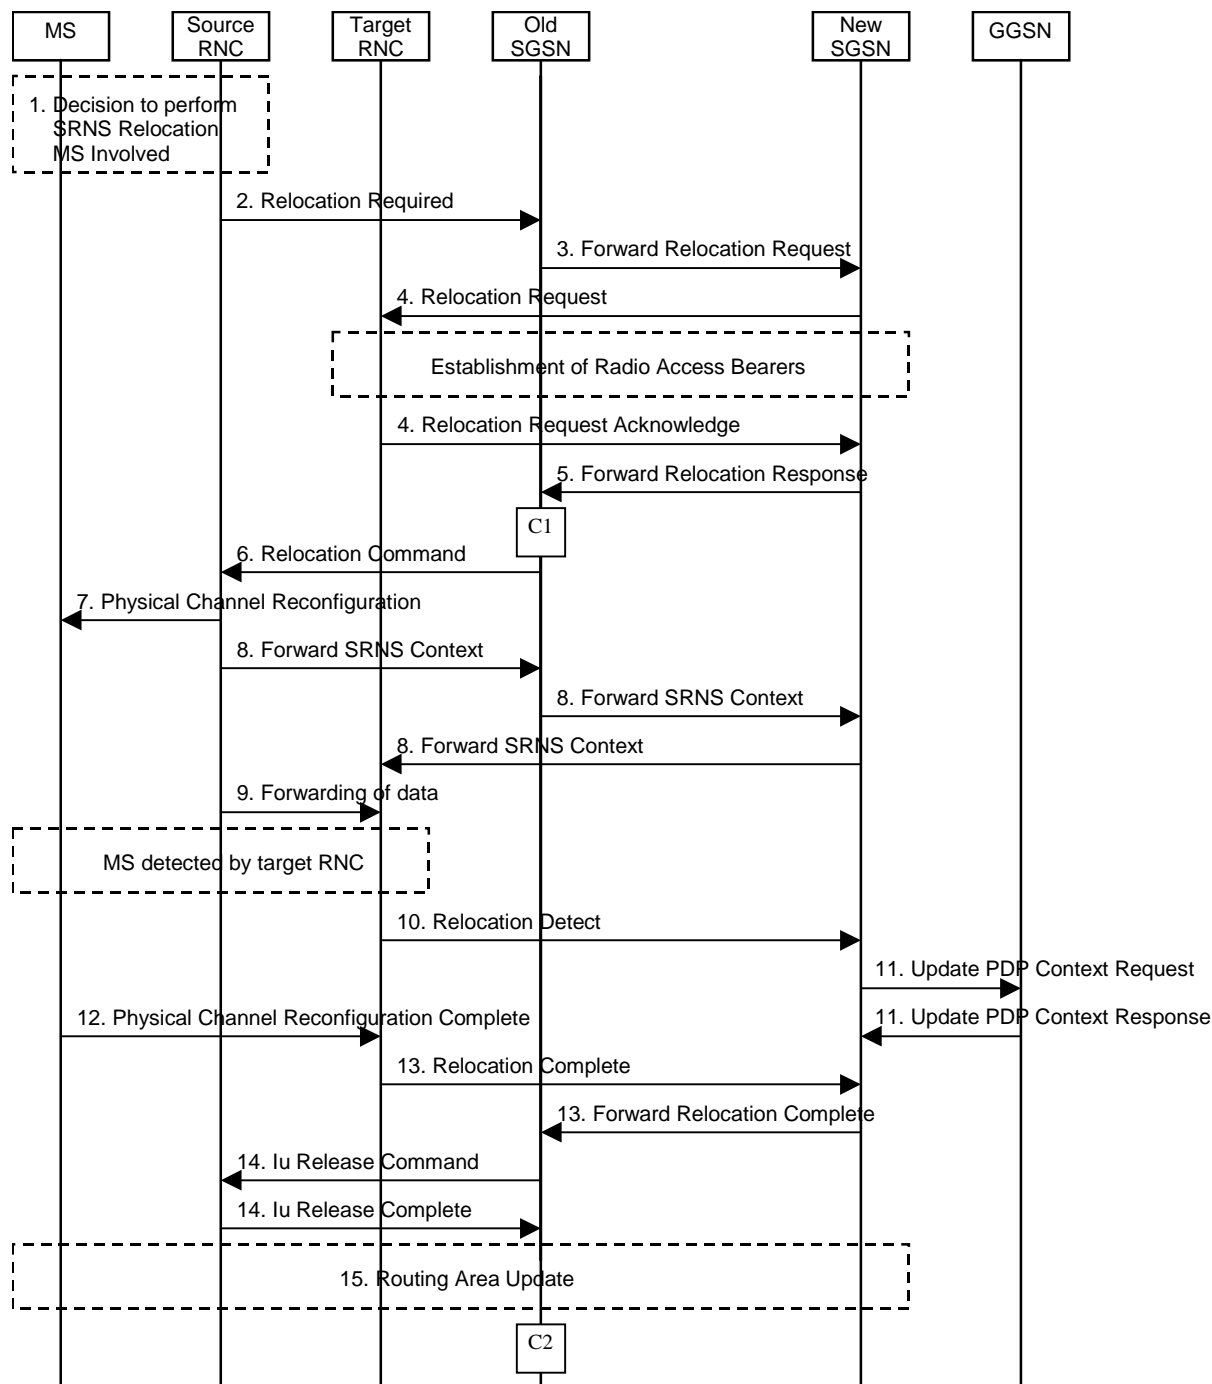 MS
Source
RNC
Target
RNC
Old
SGSN
New
SGSN
GGSN
1. Decision to perform
SRNS Relocation
MS Involved
2. Relocation Required
3. Forward Relocation Request
4. Relocation Request
Establishment of Radio Access Bearers
4. Relocation Request Acknowledge
5. Forward Relocation Response
C1
6. Relocation Command
7. Physical Channel Reconfiguration
8. Forward SRNS Context
8. Forward SRNS Context
8. Forward SRNS Context
9. Forwarding of data
MS detected by target RNC
10. Relocation Detect
11. Update PDP Context Request
12. Physical Channel Reconfiguration Complete
11. Update PDP Context Response
13. Relocation Complete
13. Forward Relocation Complete
14. Iu Release Command
14. Iu Release Complete
15. Routing Area Update
C2